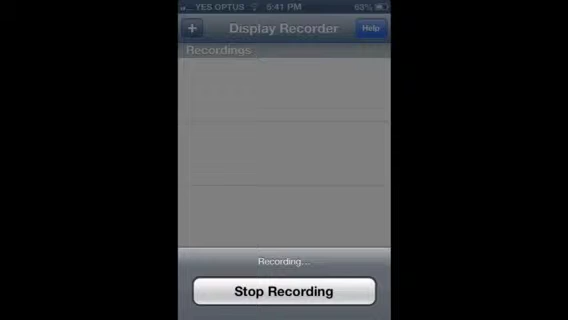 YES OPTUS 5:41 PM 63%
+ Display Recorder Help
Recordings
Recording...
Stop Recording